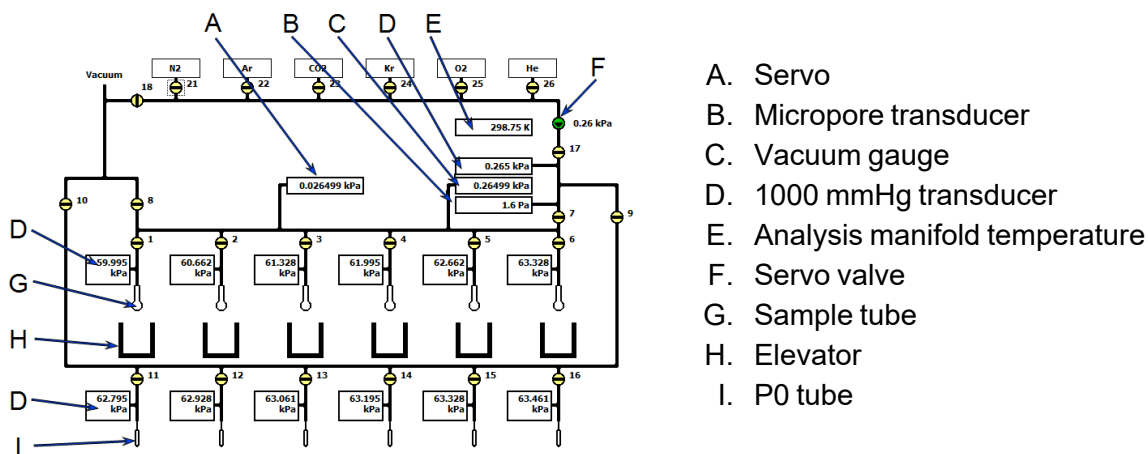 A B C D E
N2 Ar CO2 Kr O2 He
Vacuum
18 21 22 23 24 25 26
F
298.75 K
0.26 kPa
17
0.265 kPa
0.026499 kPa
0.26499 kPa
1.6 Pa
10 8 7 9
1 2 3 4 5 6
D
59.995 kPa
60.662 kPa
61.328 kPa
61.995 kPa
62.662 kPa
63.328 kPa
G
H
11 12 13 14 15 16
D
62.795 kPa
62.928 kPa
63.061 kPa
63.195 kPa
63.328 kPa
63.461 kPa
I
A. Servo
B. Micropore transducer
C. Vacuum gauge
D. 1000 mmHg transducer
E. Analysis manifold temperature
F. Servo valve
G. Sample tube
H. Elevator
I. P0 tube